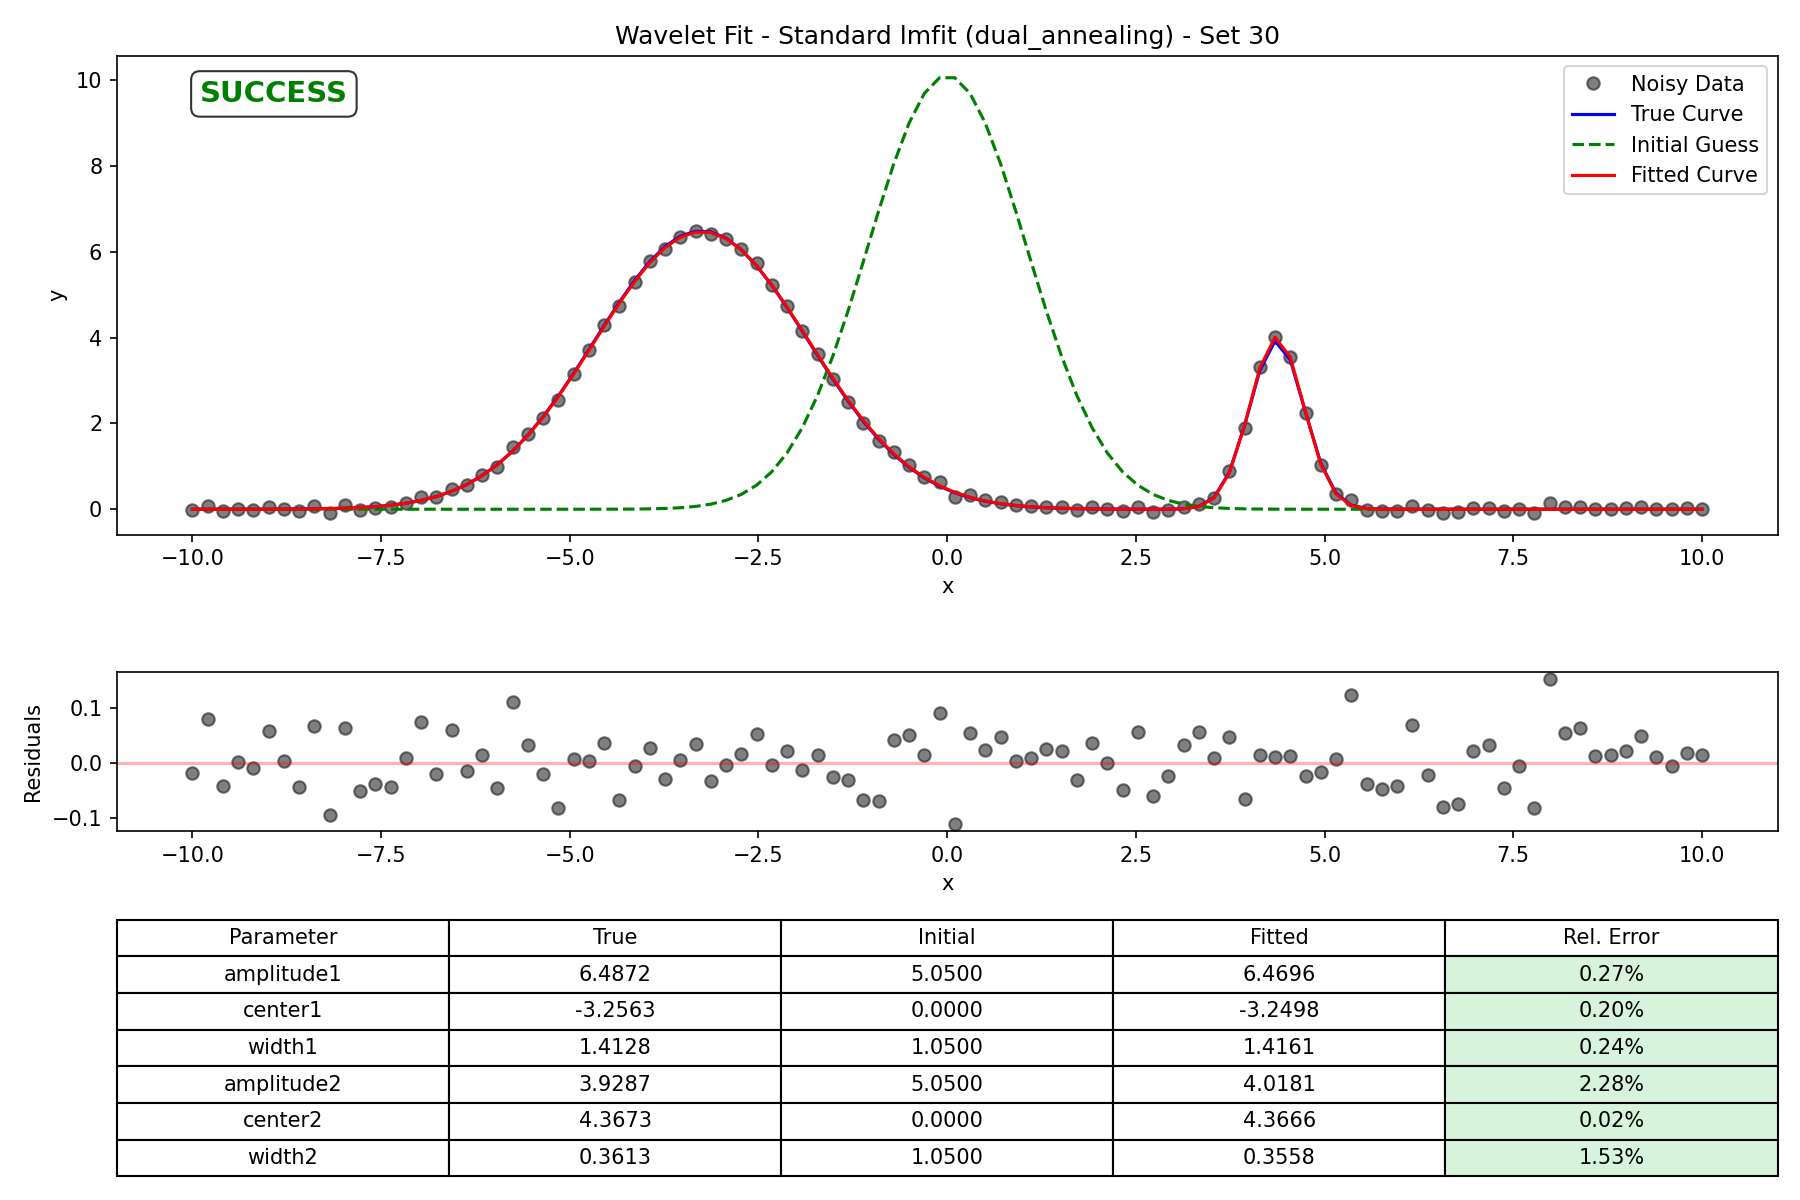 Wavelet Fit - Standard lmfit (dual_annealing) - Set 30
SUCCESS
Noisy Data
True Curve
Initial Guess
Fitted Curve
y
10
8
6
4
2
0
−10.0 −7.5 −5.0 −2.5 0.0 2.5 5.0 7.5 10.0
x
Residuals
0.1
0.0
−0.1
−10.0 −7.5 −5.0 −2.5 0.0 2.5 5.0 7.5 10.0
x
Parameter True Initial Fitted Rel. Error
amplitude1 6.4872 5.0500 6.4696 0.27%
center1 -3.2563 0.0000 -3.2498 0.20%
width1 1.4128 1.0500 1.4161 0.24%
amplitude2 3.9287 5.0500 4.0181 2.28%
center2 4.3673 0.0000 4.3666 0.02%
width2 0.3613 1.0500 0.3558 1.53%